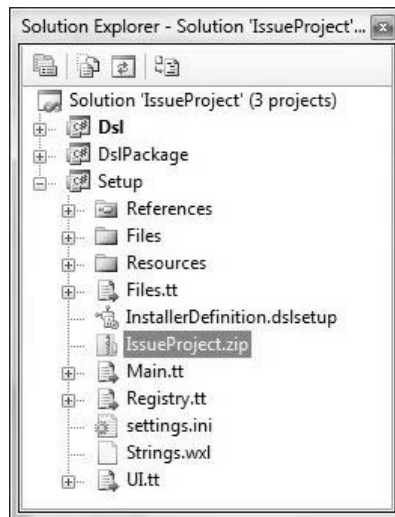 Solution Explorer - Solution 'IssueProject'...
Solution 'IssueProject' (3 projects)
Dsl
DslPackage
Setup
References
Files
Resources
Files.tt
InstallerDefinition.dslsetup
IssueProject.zip
Main.tt
Registry.tt
settings.ini
Strings.wxl
UI.tt